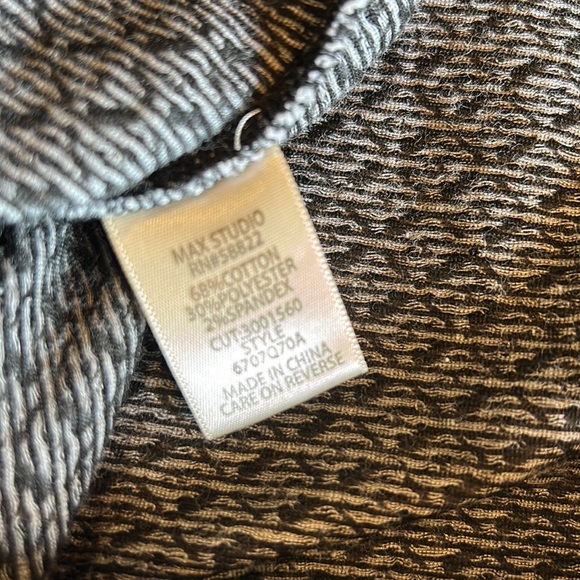 MAX STUDIO
RN#58822
68%COTTON
30%POLYESTER
2%SPANDEX
CUT:3001560
STYLE
6707Q70A
MADE IN CHINA
CARE ON REVERSE